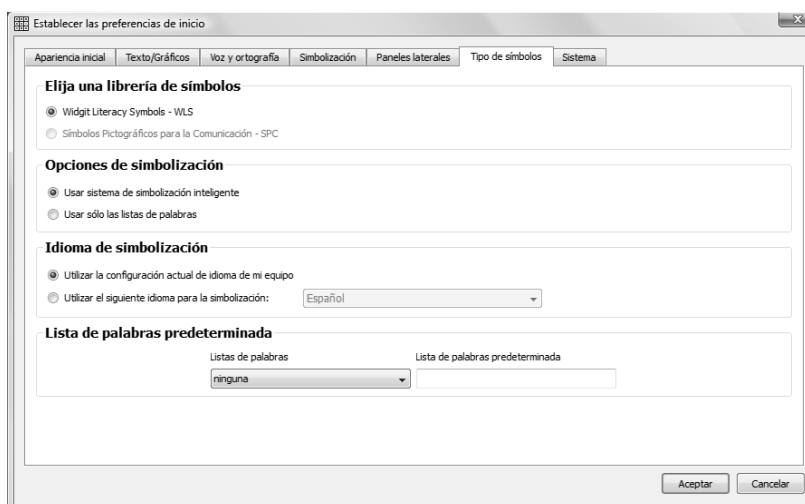 Establecer las preferencias de inicio
Apariencia inicial Texto/Gráficos Voz y ortografía Simbolización Paneles laterales Tipo de símbolos Sistema
Elija una librería de símbolos
Widgit Literacy Symbols - WLS
Símbolos Pictográficos para la Comunicación - SPC
Opciones de simbolización
Usar sistema de simbolización inteligente
Usar sólo las listas de palabras
Idioma de simbolización
Utilizar la configuración actual de idioma de mi equipo
Utilizar el siguiente idioma para la simbolización: Español
Lista de palabras predeterminada
Listas de palabras Lista de palabras predeterminada
ninguna
Aceptar Cancelar